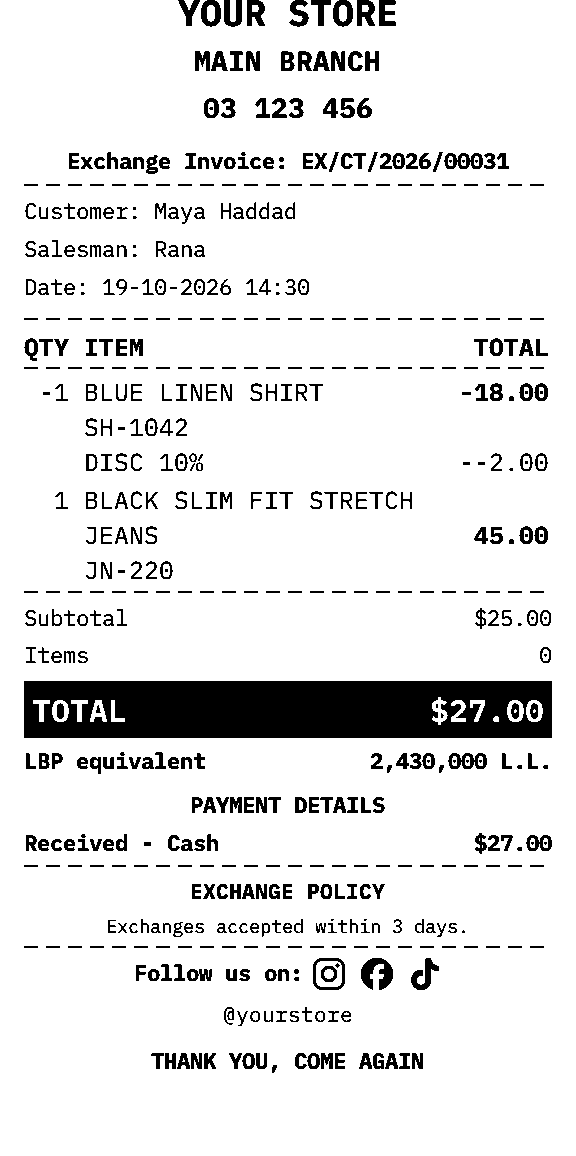 YOUR STORE
MAIN BRANCH
03 123 456
Exchange Invoice: EX/CT/2026/00031
Customer: Maya Haddad
Salesman: Rana
Date: 19-10-2026 14:30
QTY ITEM TOTAL
-1 BLUE LINEN SHIRT -18.00
SH-1042
DISC 10% --2.00
1 BLACK SLIM FIT STRETCH
JEANS 45.00
JN-220
Subtotal $25.00
Items 0
TOTAL $27.00
LBP equivalent 2,430,000 L.L.
PAYMENT DETAILS
Received - Cash $27.00
EXCHANGE POLICY
Exchanges accepted within 3 days.
Follow us on:
@yourstore
THANK YOU, COME AGAIN